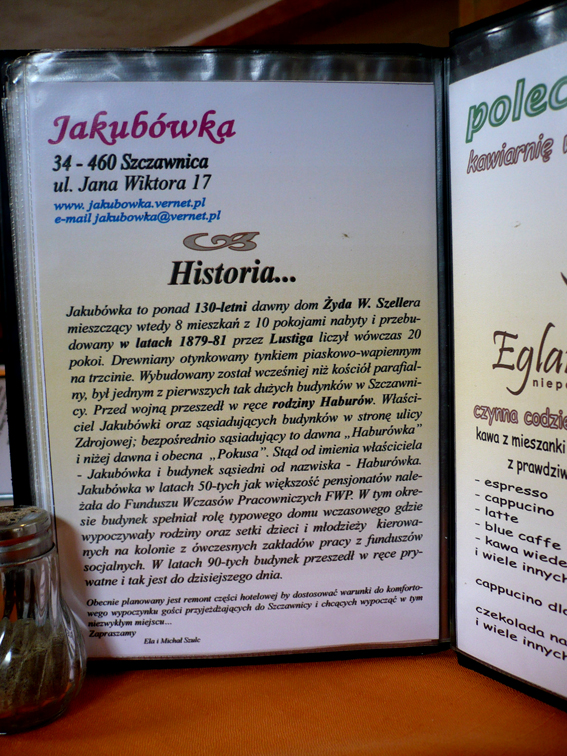 Jakubówka
34 - 460 Szczawnica
ul. Jana Wiktora 17
www. jakubowka.vernet.pl
e-mail jakubowka@vernet.pl
Historia...
Jakubówka to ponad 130-letni dawny dom Żyda W. Szellera
mieszczący wtedy 8 mieszkań z 10 pokojami nabyty i przebu-
dowany w latach 1879-81 przez Lustiga liczył wówczas 20
pokoi. Drewniany otynkowany tynkiem piaskowo-wapiennym
na trzcinie. Wybudowany został wcześniej niż kościół parafial-
ny, był jednym z pierwszych tak dużych budynków w Szczawni-
cy. Przed wojną przeszedł w ręce rodziny Haburów. Właści-
ciel Jakubówki oraz sąsiadujących budynków w stronę ulicy
Zdrojowej; bezpośrednio sąsiadujący to dawna „Haburówka"
i niżej dawna i obecna „Pokusa". Stąd od imienia właściciela
- Jakubówka i budynek sąsiedni od nazwiska - Haburówka.
Jakubówka w latach 50-tych jak większość pensjonatów nale-
żała do Funduszu Wczasów Pracowniczych FWP. W tym okre-
sie budynek spełniał rolę typowego domu wczasowego gdzie
wypoczywały rodziny oraz setki dzieci i młodzieży kierowa-
nych na kolonie z ówczesnych zakładów pracy z funduszów
socjalnych. W latach 90-tych budynek przeszedł w ręce pry-
watne i tak jest do dzisiejszego dnia.
Obecnie planowany jest remont części hotelowej by dostosować warunki do komforto-
wego wypoczynku gości przyjeżdżających do Szczawnicy i chcących wypocząć w tym
niezwykłym miejscu...
Zapraszamy
Ela i Michał Szulc
polec
kawiarnię
Egla
niepo
czynna codzie
kawa z mieszanki
z prawdziw
- espresso
- cappucino
- latte
- blue caffe
- kawa wiede
i wiele innych
cappucino dla
czekolada na
i wiele innych